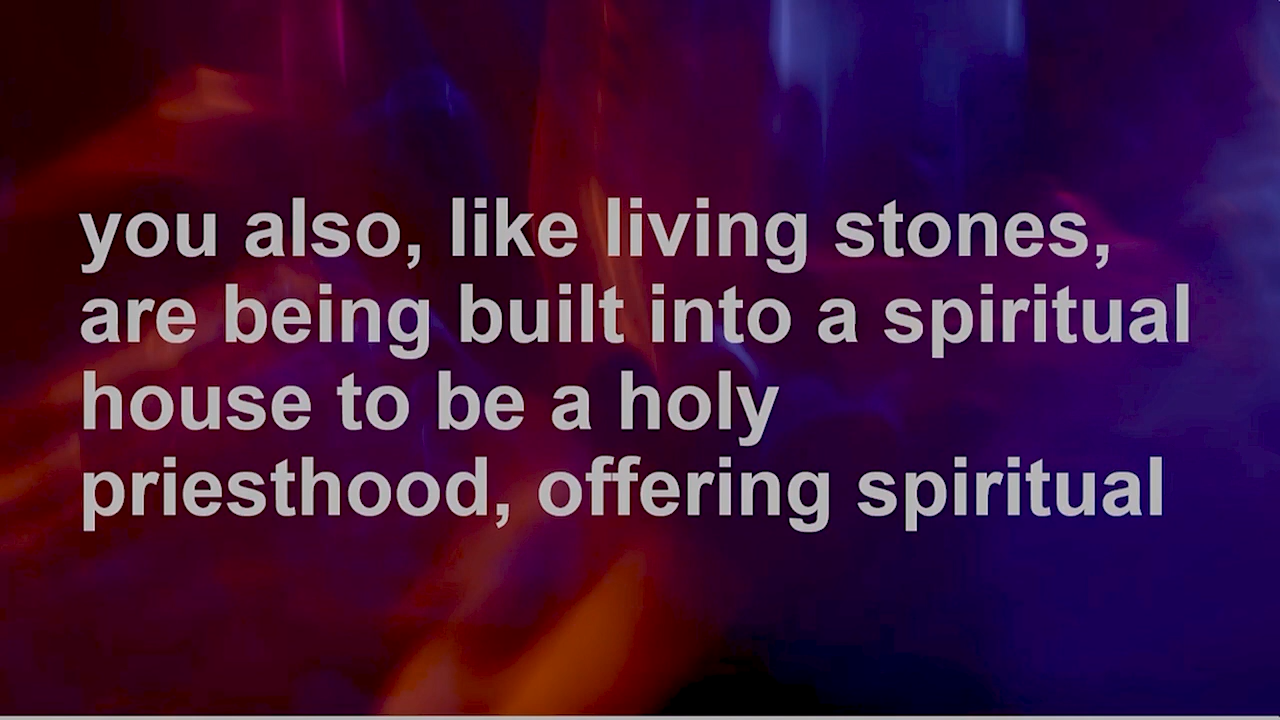 you also, like living stones,
are being built into a spiritual
house to be a holy
priesthood, offering spiritual